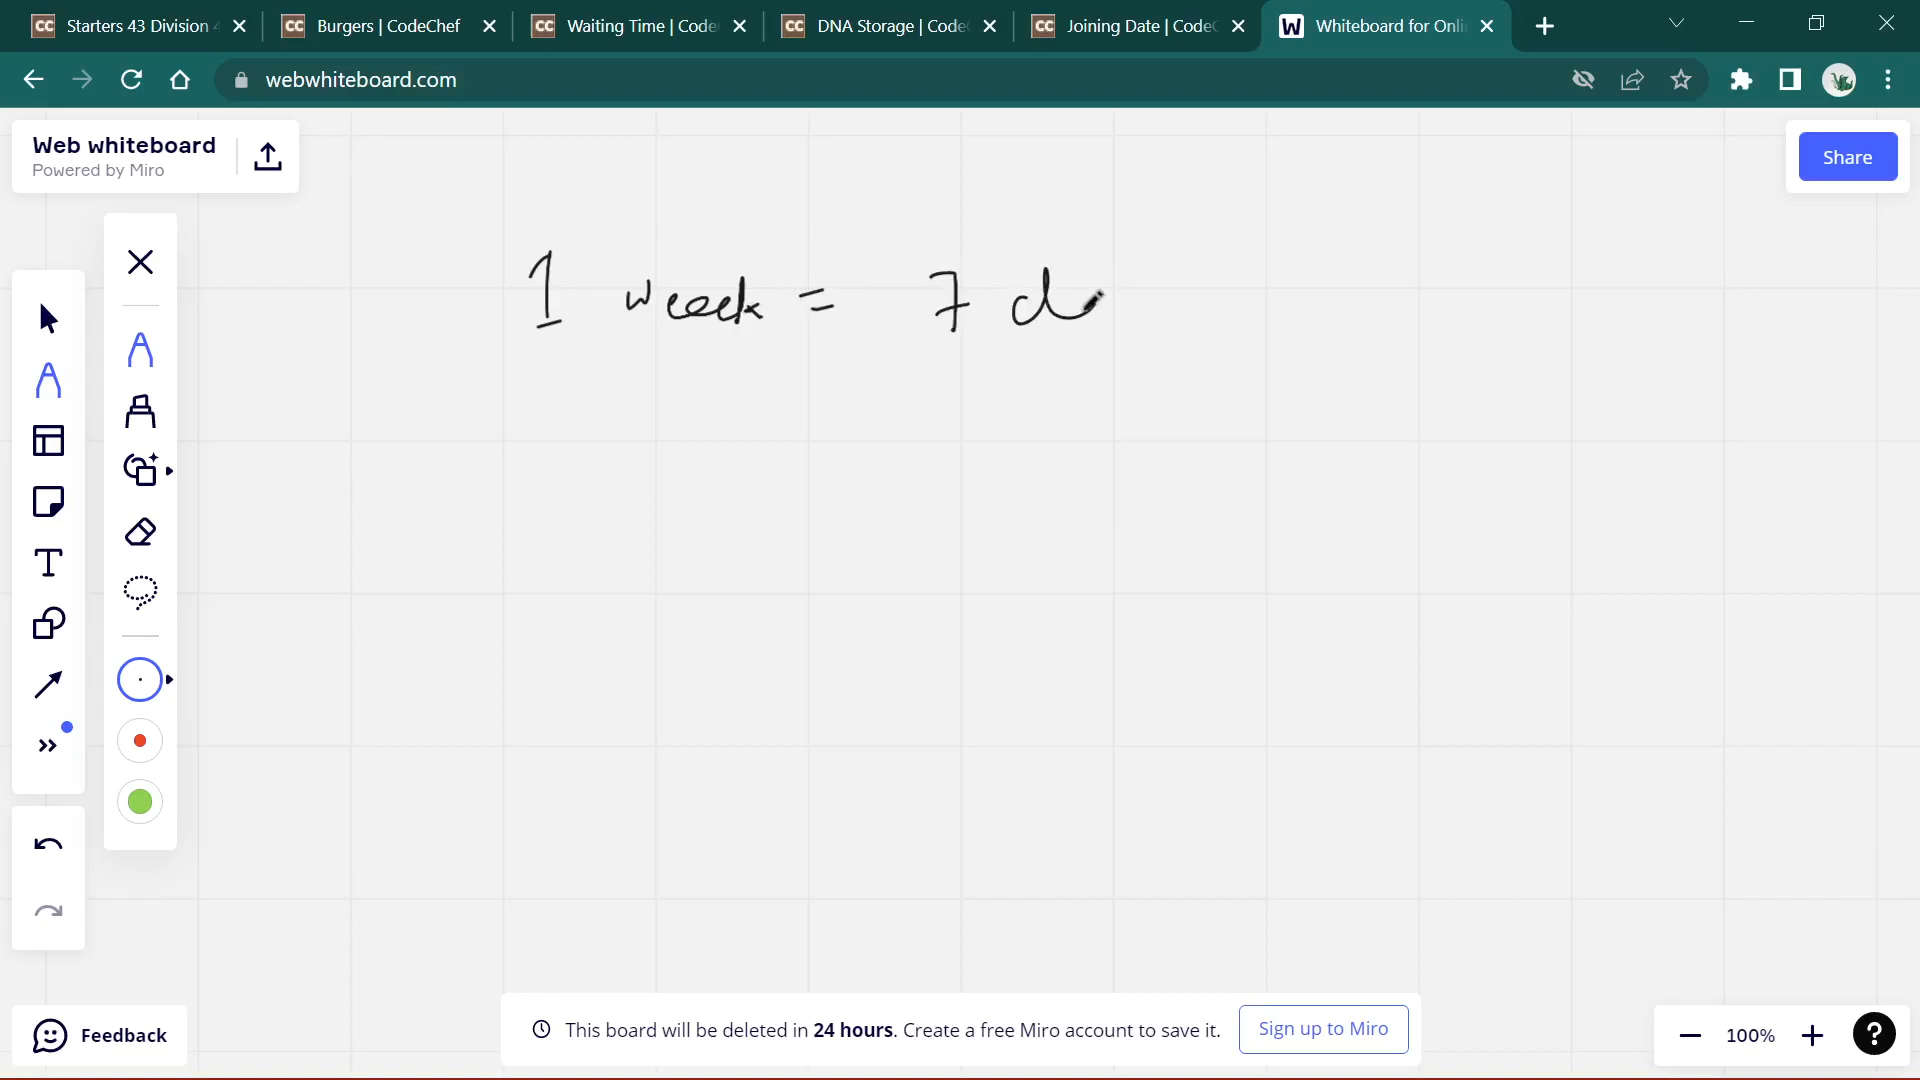 Starters 43 Division
Burgers | CodeChef
Waiting Time | Code
DNA Storage | Code
Joining Date | CodeC
Whiteboard for Onli
webwhiteboard.com
Web whiteboard
Powered by Miro
Share
1 week = 7 d
Feedback
This board will be deleted in 24 hours. Create a free Miro account to save it.
Sign up to Miro
100%